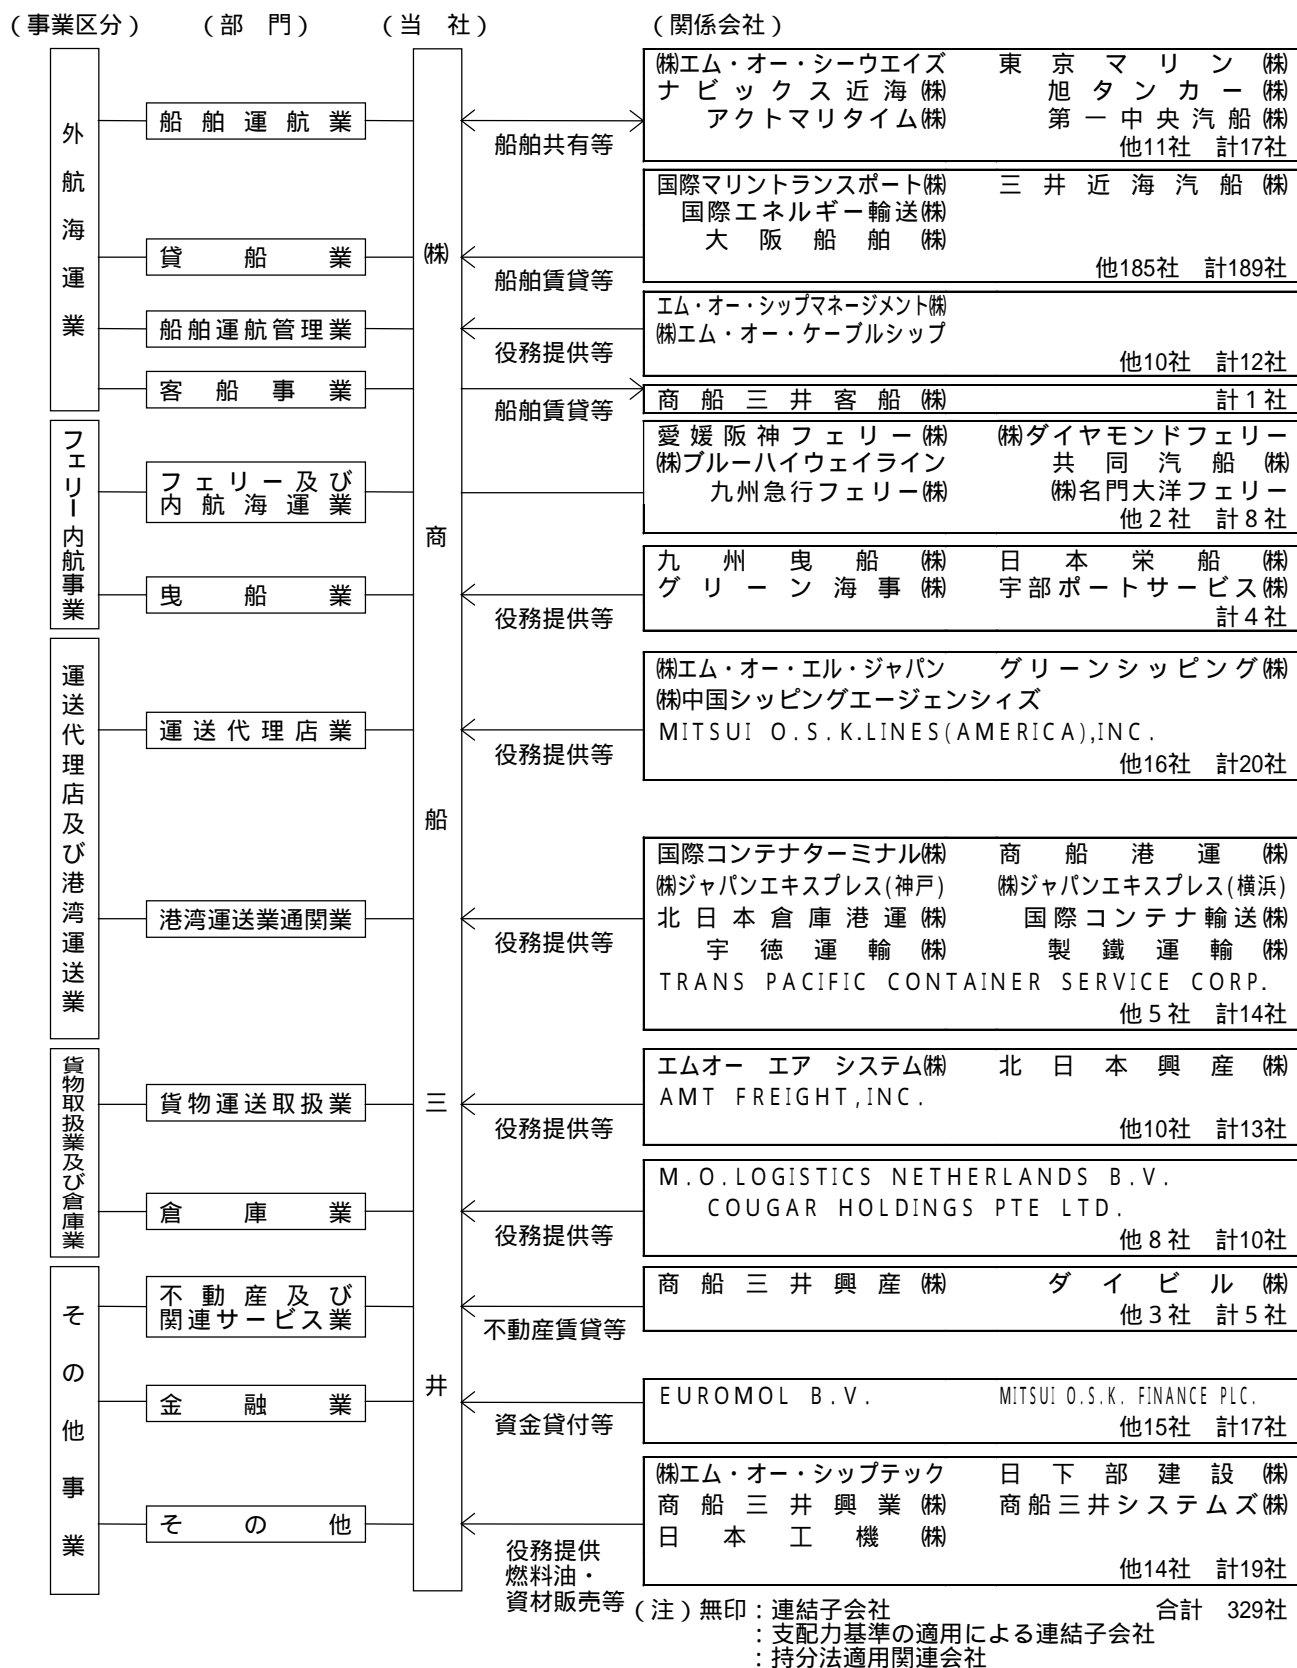 （事業区分）（部　門）（当　社）（関係会社）
外航海運業
船舶運航業
船舶共有等
㈱エム・オー・シーウエイズ　東京マリン㈱
ナビックス近海㈱　旭タンカー㈱
アクトマリタイム㈱　第一中央汽船㈱
他11社　計17社
貸船業
船舶賃貸等
国際マリントランスポート㈱　三井近海汽船㈱
国際エネルギー輸送㈱
大阪船舶㈱
他185社　計189社
船舶運航管理業
役務提供等
エム・オー・シップマネージメント㈱
㈱エム・オー・ケーブルシップ
他10社　計12社
客船事業
船舶賃貸等
商船三井客船㈱　計１社
フェリー内航事業
フェリー及び
内航海運業
愛媛阪神フェリー㈱　㈱ダイヤモンドフェリー
㈱ブルーハイウェイライン　共同汽船㈱
九州急行フェリー㈱　㈱名門大洋フェリー
他２社　計８社
曳船業
役務提供等
九州曳船㈱　日本栄船㈱
グリーン海事㈱　宇部ポートサービス㈱
計４社
運送代理店及び港湾運送業
運送代理店業
役務提供等
㈱エム・オー・エル・ジャパン　グリーンシッピング㈱
㈱中国シッピングエージェンシィズ
MITSUI O.S.K.LINES(AMERICA),INC.
他16社　計20社
港湾運送業通関業
役務提供等
国際コンテナターミナル㈱　商船港運㈱
㈱ジャパンエキスプレス(神戸)　㈱ジャパンエキスプレス(横浜)
北日本倉庫港運㈱　国際コンテナ輸送㈱
宇徳運輸㈱　製鐵運輸㈱
TRANS PACIFIC CONTAINER SERVICE CORP.
他５社　計14社
貨物取扱業及び倉庫業
貨物運送取扱業
役務提供等
エムオー エア システム㈱　北日本興産㈱
AMT FREIGHT,INC.
他10社　計13社
倉庫業
役務提供等
M.O.LOGISTICS NETHERLANDS B.V.
COUGAR HOLDINGS PTE LTD.
他８社　計10社
その他事業
不動産及び
関連サービス業
不動産賃貸等
商船三井興産㈱　ダイビル㈱
他３社　計５社
金融業
資金貸付等
EUROMOL B.V.　MITSUI O.S.K. FINANCE PLC.
他15社　計17社
その他
役務提供
燃料油・
資材販売等
㈱エム・オー・シップテック　日下部建設㈱
商船三井興業㈱　商船三井システムズ㈱
日本工機㈱
他14社　計19社
㈱商船三井
（注）無印：連結子会社　合計　329社
：支配力基準の適用による連結子会社
：持分法適用関連会社